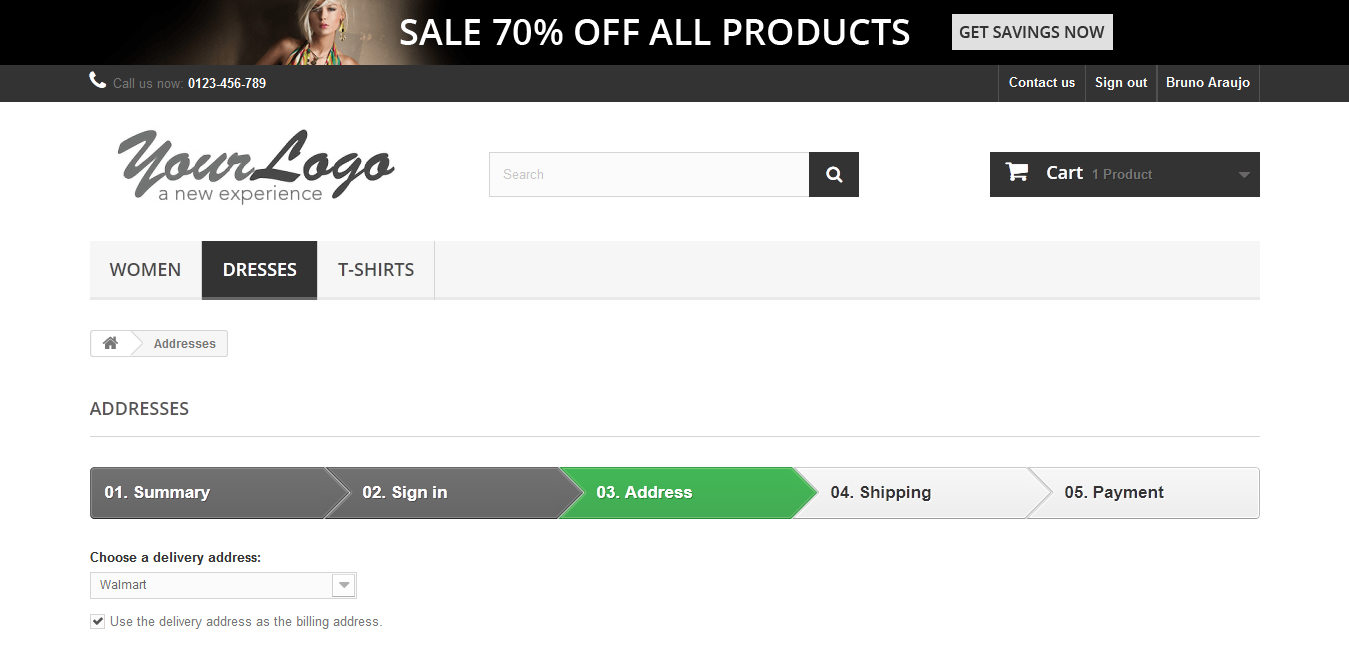 SALE 70% OFF ALL PRODUCTS GET SAVINGS NOW
Call us now: 0123-456-789 Contact us Sign out Bruno Araujo
YourLogo
a new experience
Search
Cart 1 Product
WOMEN DRESSES T-SHIRTS
Addresses
ADDRESSES
01. Summary 02. Sign in 03. Address 04. Shipping 05. Payment
Choose a delivery address:
Walmart
Use the delivery address as the billing address.